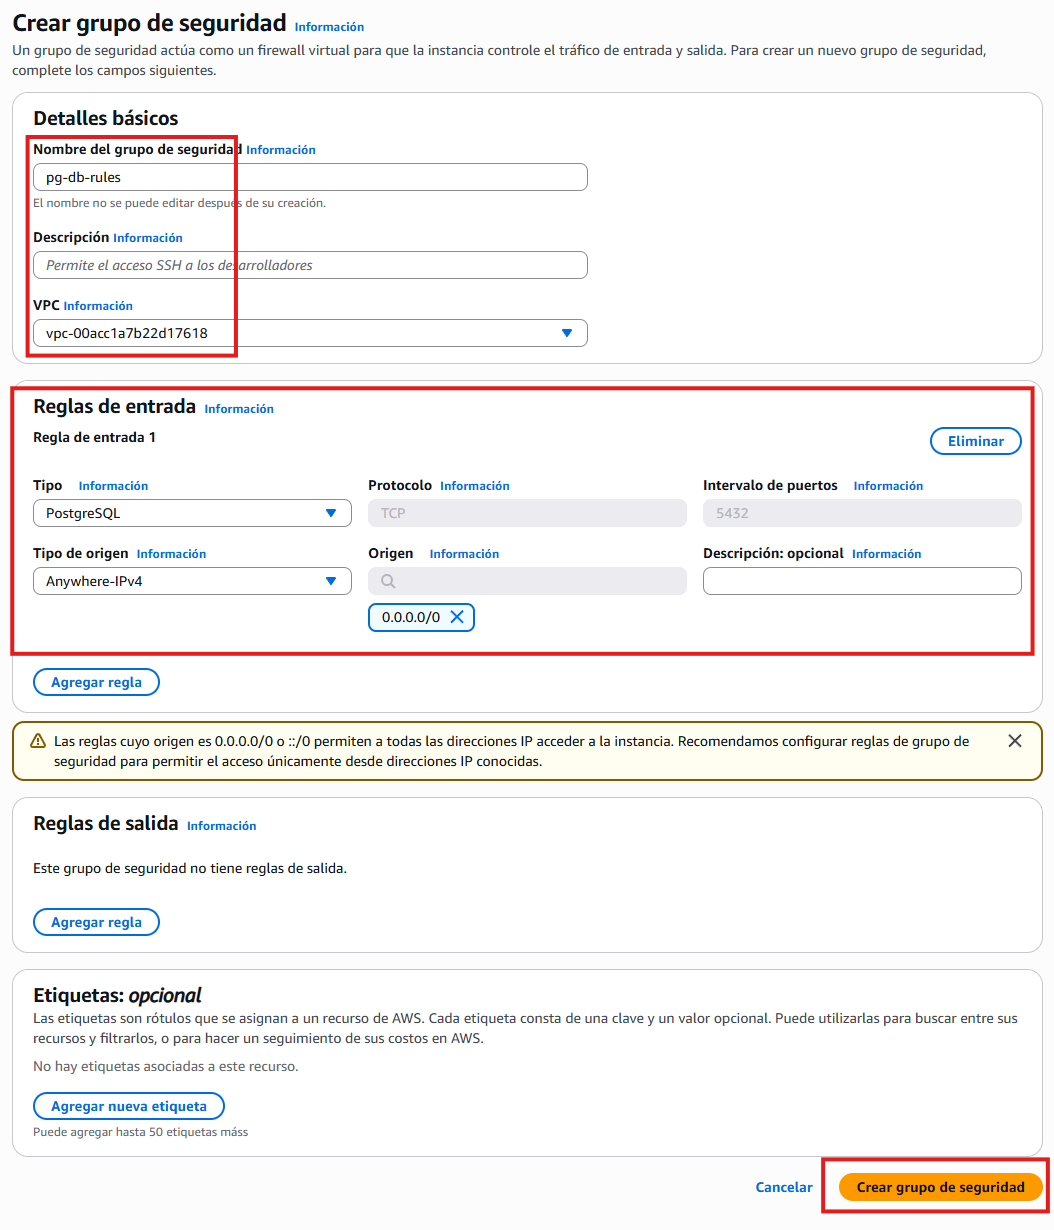 Crear grupo de seguridad Información
Un grupo de seguridad actúa como un firewall virtual para que la instancia controle el tráfico de entrada y salida. Para crear un nuevo grupo de seguridad,
complete los campos siguientes.
Detalles básicos
Nombre del grupo de seguridad Información
pg-db-rules
El nombre no se puede editar después de su creación.
Descripción Información
Permite el acceso SSH a los desarrolladores
VPC Información
vpc-00acc1a7b22d17618
Reglas de entrada Información
Regla de entrada 1
Eliminar
Tipo Información
Protocolo Información
Intervalo de puertos Información
PostgreSQL
TCP
5432
Tipo de origen Información
Origen Información
Descripción: opcional Información
Anywhere-IPv4
0.0.0.0/0
Agregar regla
Las reglas cuyo origen es 0.0.0.0/0 o ::/0 permiten a todas las direcciones IP acceder a la instancia. Recomendamos configurar reglas de grupo de
seguridad para permitir el acceso únicamente desde direcciones IP conocidas.
Reglas de salida Información
Este grupo de seguridad no tiene reglas de salida.
Agregar regla
Etiquetas: opcional
Las etiquetas son rótulos que se asignan a un recurso de AWS. Cada etiqueta consta de una clave y un valor opcional. Puede utilizarlas para buscar entre sus
recursos y filtrarlos, o para hacer un seguimiento de sus costos en AWS.
No hay etiquetas asociadas a este recurso.
Agregar nueva etiqueta
Puede agregar hasta 50 etiquetas máss
Cancelar
Crear grupo de seguridad